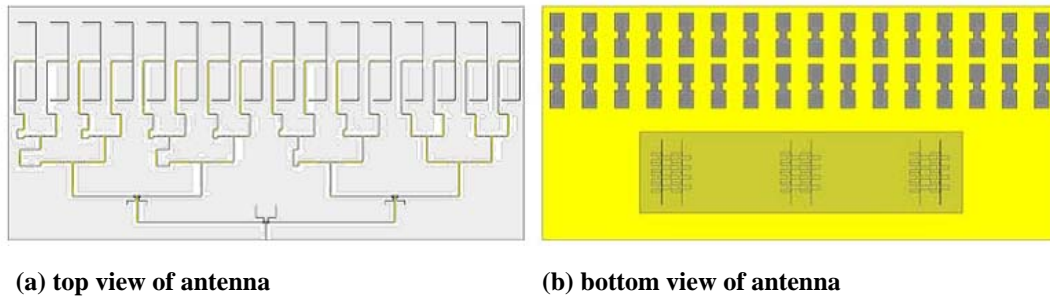 (a) top view of antenna
(b) bottom view of antenna